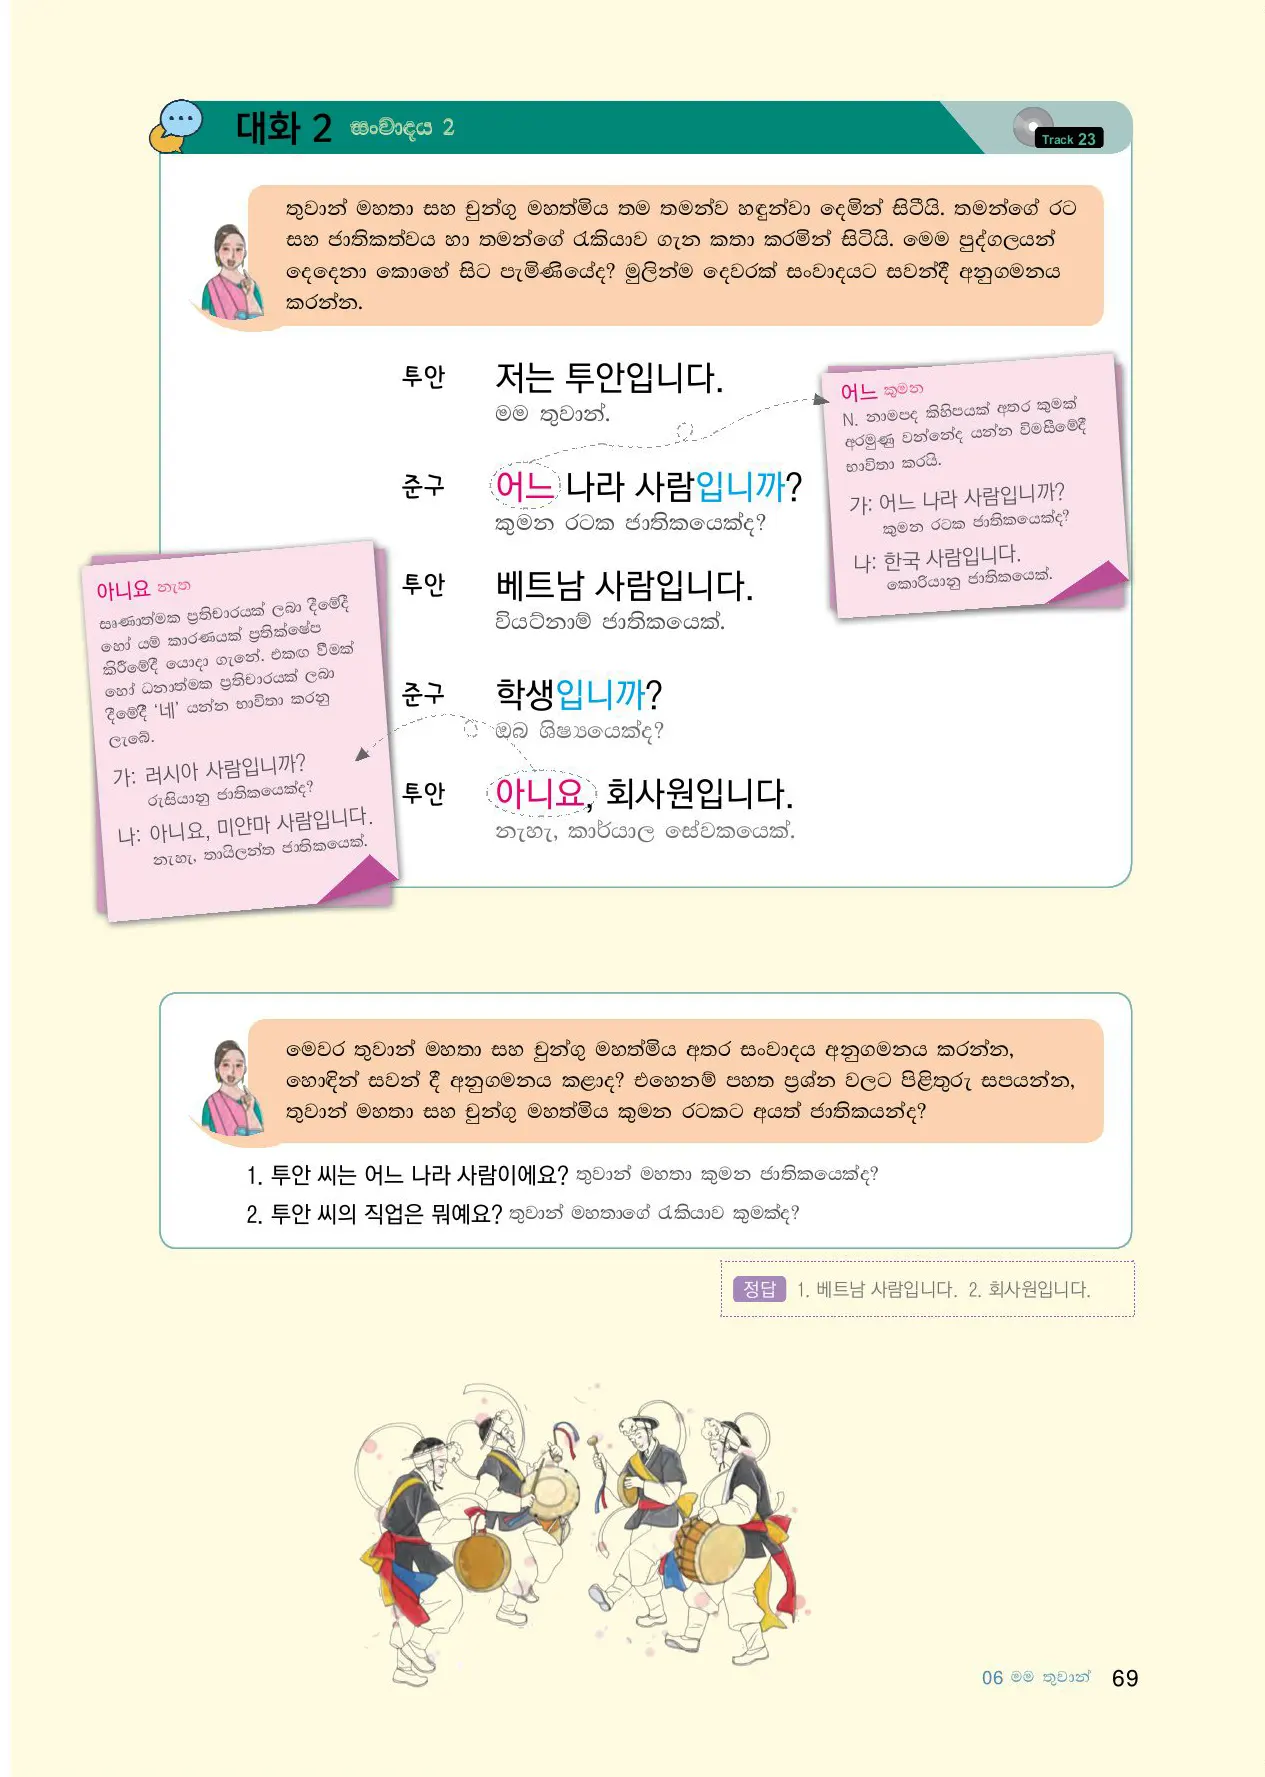 대화 2 සංවාදය 2
Track 23
තුවාන් මහතා සහ චුන්ගු මහත්මිය තම තමන්ව හඳුන්වා දෙමින් සිටීයි. තමන්ගේ රට
සහ ජාතිකත්වය හා තමන්ගේ රැකියාව ගැන කතා කරමින් සිටියි. මෙම පුද්ගලයන්
දෙදෙනා කොහේ සිට පැමිණියේද? මුලින්ම දෙවරක් සංවාදයට සවන්දී අනුගමනය
කරන්න.
투안 저는 투안입니다.
මම තුවාන්.
준구 어느 나라 사람입니까?
කුමන රටක ජාතිකයෙක්ද?
투안 베트남 사람입니다.
වියට්නාම් ජාතිකයෙක්.
준구 학생입니까?
ඔබ ශිෂ්‍යයෙක්ද?
투안 아니요, 회사원입니다.
නැහැ, කාර්යාල සේවකයෙක්.
어느 කුමන
N. නාමපද කිහිපයක් අතර කුමක්
අරමුණු වන්නේද යන්න විමසීමේදී
භාවිතා කරයි.
가: 어느 나라 사람입니까?
කුමන රටක ජාතිකයෙක්ද?
나: 한국 사람입니다.
කොරියානු ජාතිකයෙක්.
아니요 නැත
සෘණාත්මක ප්‍රතිචාරයක් ලබා දීමේදී
හෝ යම් කාරණයක් ප්‍රතික්ෂේප
කිරීමේදී යොදා ගැනේ. එකඟ වීමක්
හෝ ධනාත්මක ප්‍රතිචාරයක් ලබා
දීමේදී ‘네’ යන්න භාවිතා කරනු
ලැබේ.
가: 러시아 사람입니까?
රුසියානු ජාතිකයෙක්ද?
나: 아니요, 미얀마 사람입니다.
නැහැ, තායිලන්ත ජාතිකයෙක්.
මෙවර තුවාන් මහතා සහ චුන්ගු මහත්මිය අතර සංවාදය අනුගමනය කරන්න,
හොඳින් සවන් දී අනුගමනය කළාද? එහෙනම් පහත ප්‍රශ්න වලට පිළිතුරු සපයන්න,
තුවාන් මහතා සහ චුන්ගු මහත්මිය කුමන රටකට අයත් ජාතිකයන්ද?
1. 투안 씨는 어느 나라 사람이에요? තුවාන් මහතා කුමන ජාතිකයෙක්ද?
2. 투안 씨의 직업은 뭐예요? තුවාන් මහතාගේ රැකියාව කුමක්ද?
정답 1. 베트남 사람입니다. 2. 회사원입니다.
06 මම තුවාන් 69